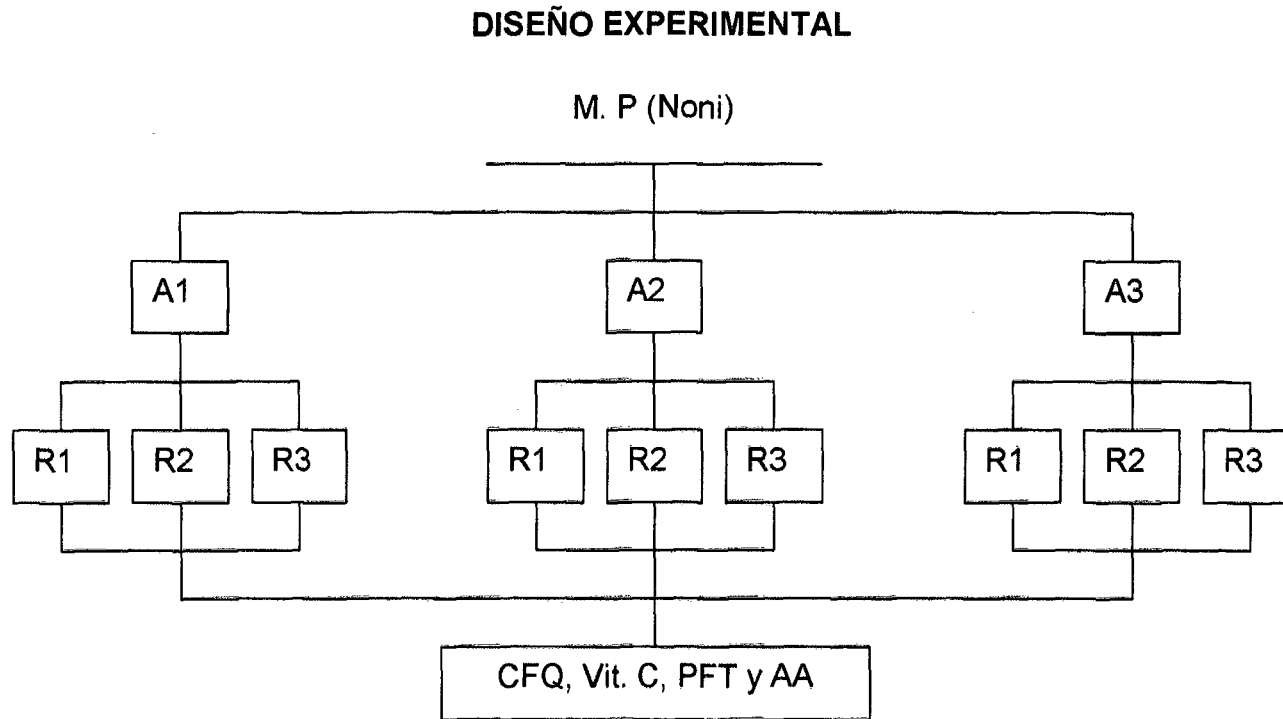 DISEÑO EXPERIMENTAL
M. P (Noni)
A1 A2 A3
R1 R2 R3 R1 R2 R3 R1 R2 R3
CFQ, Vit. C, PFT y AA